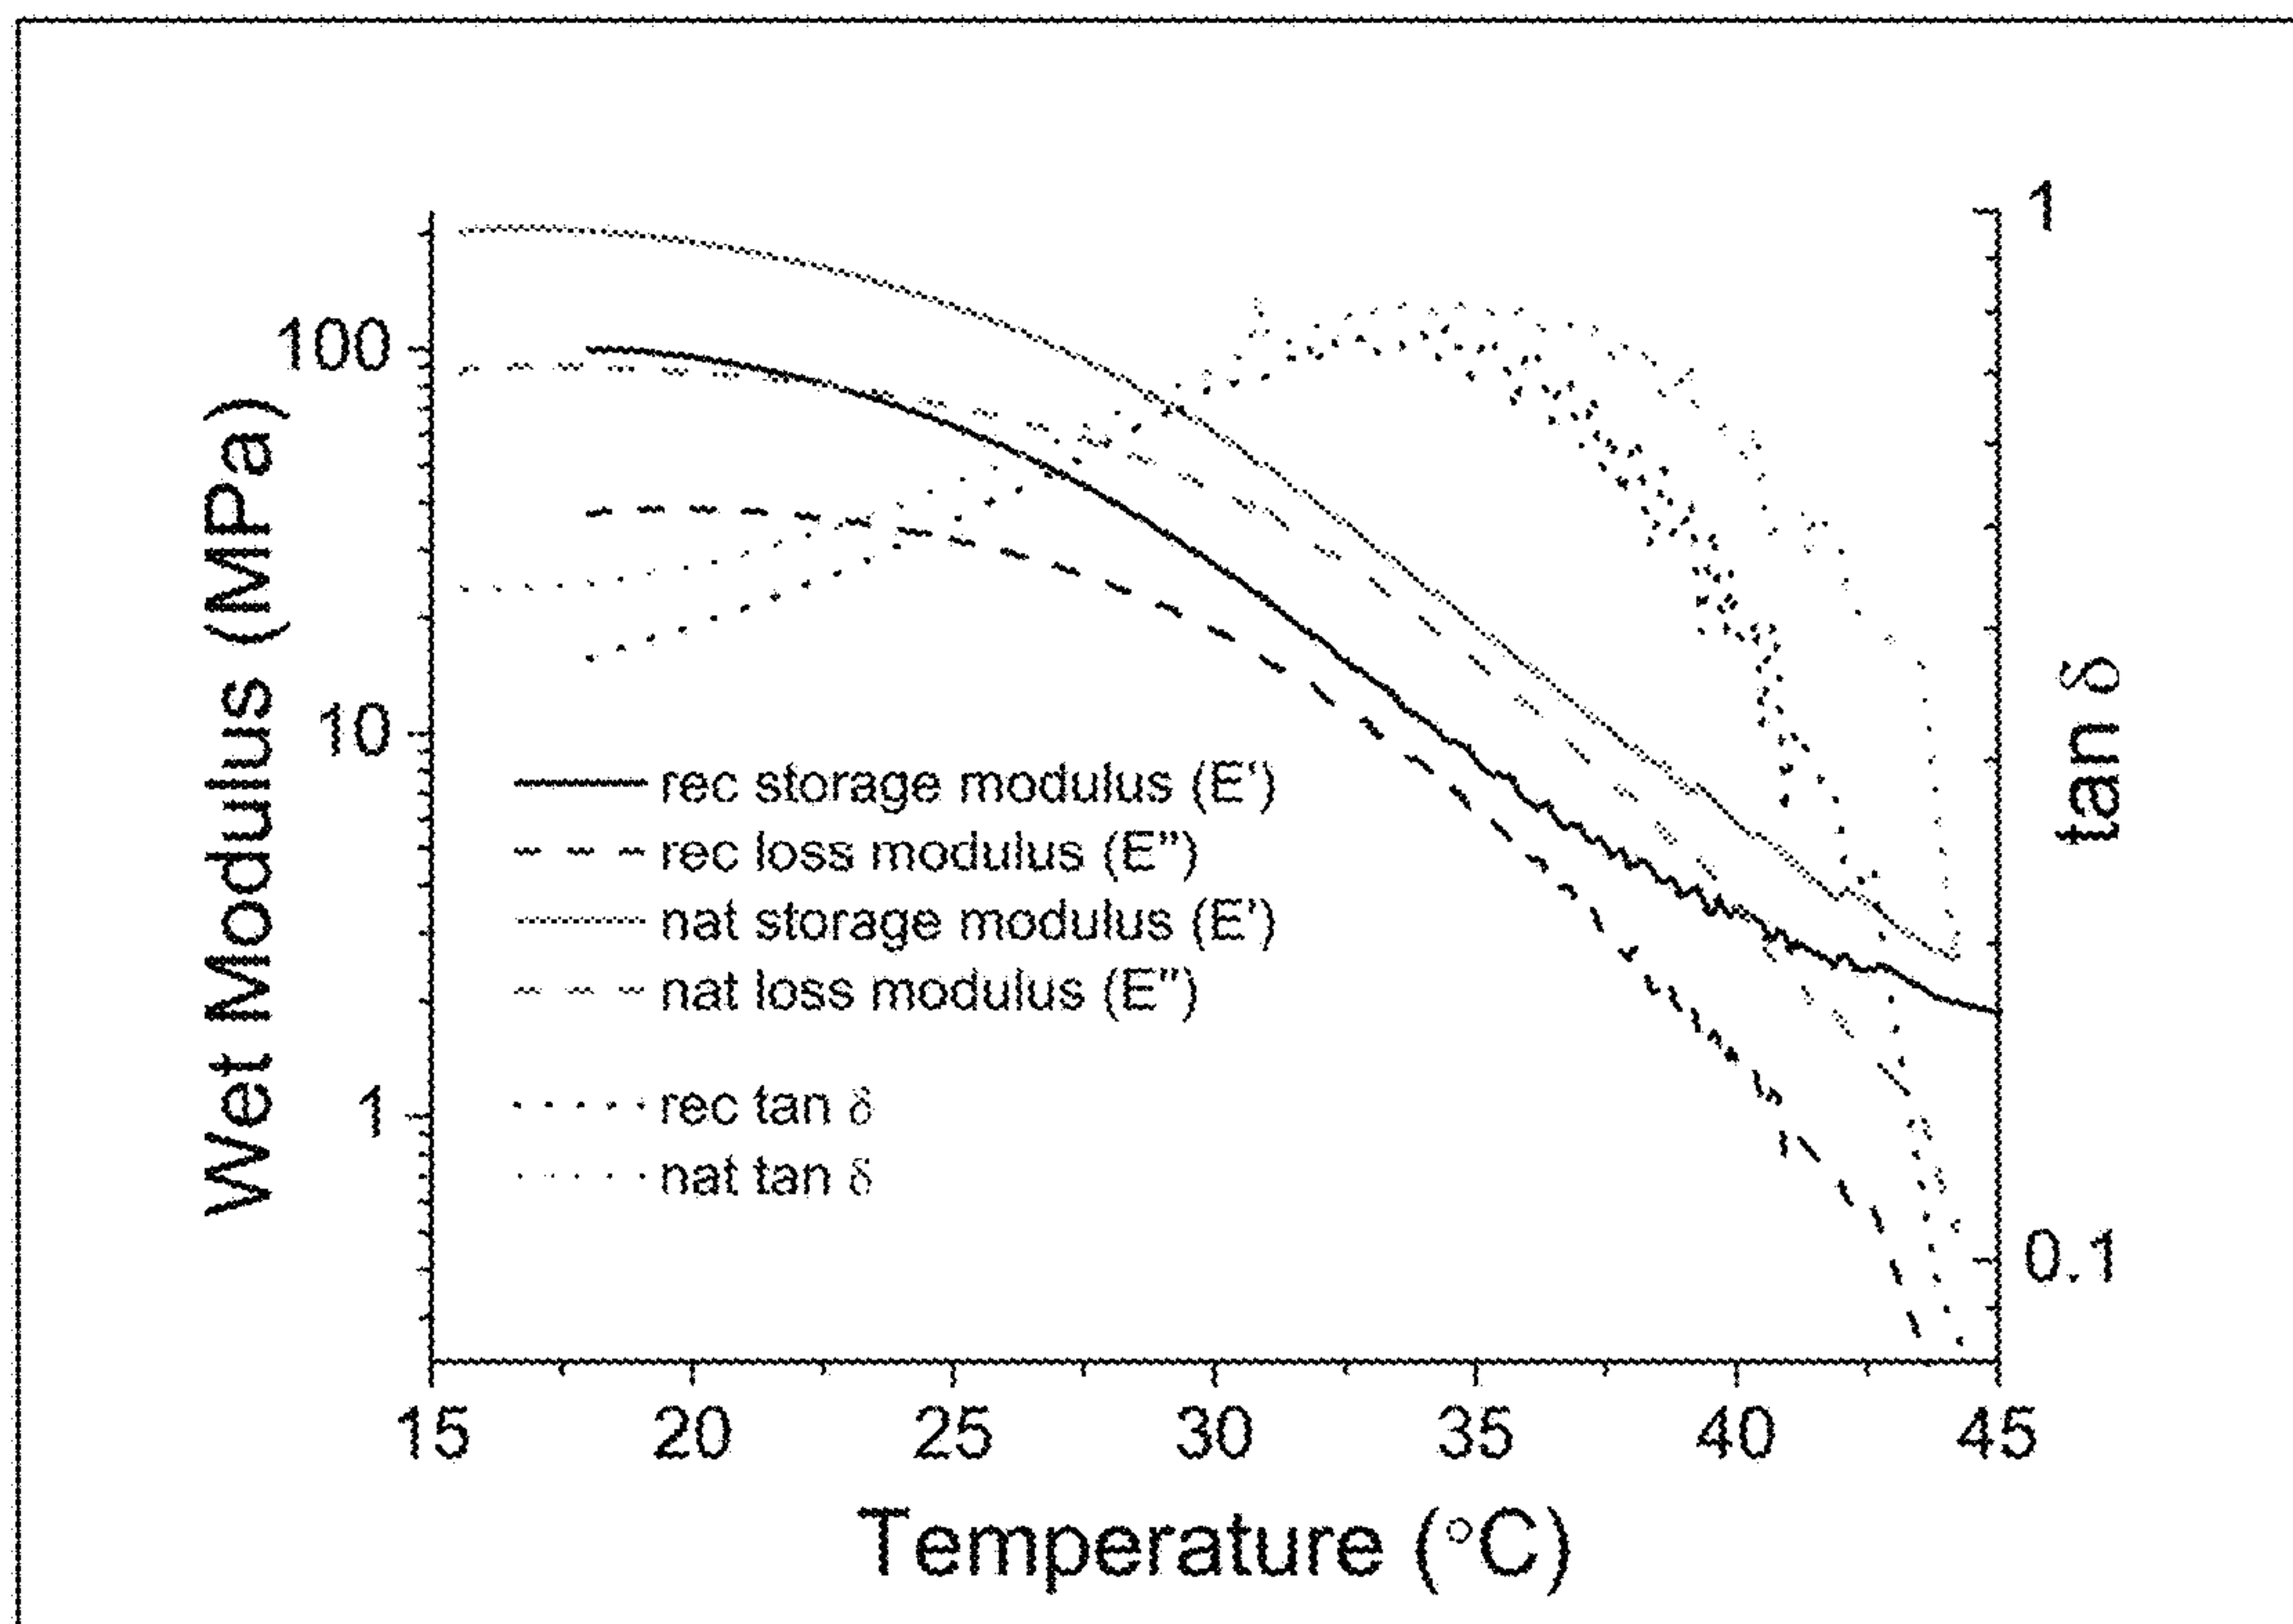 Wet Modulus (MPa)
100
10
1
rec storage modulus (E')
rec loss modulus (E")
nat storage modulus (E')
nat loss modulus (E")
rec tan δ
nat tan δ
1
0.1
tan δ
15 20 25 30 35 40 45
Temperature (°C)